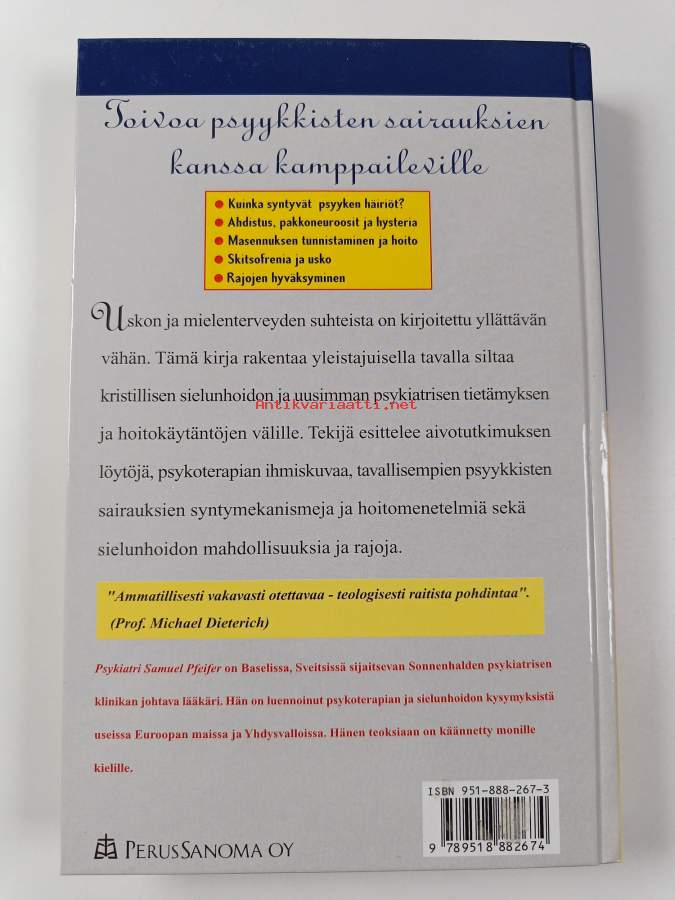 Toivoa psyykkisten sairauksien
kanssa kamppaileville
● Kuinka syntyvät psyyken häiriöt?
● Ahdistus, pakkoneuroosit ja hysteria
● Masennuksen tunnistaminen ja hoito
● Skitsofrenia ja usko
● Rajojen hyväksyminen
Uskon ja mielenterveyden suhteista on kirjoitettu yllättävän
vähän. Tämä kirja rakentaa yleistajuisella tavalla siltaa
kristillisen sielunhoidon ja uusimman psykiatrisen tietämyksen
Antikvariaatti.net
ja hoitokäytäntöjen välille. Tekijä esittelee aivotutkimuksen
löytöjä, psykoterapian ihmiskuvaa, tavallisempien psyykkisten
sairauksien syntymekanismeja ja hoitomenetelmiä sekä
sielunhoidon mahdollisuuksia ja rajoja.
"Ammatillisesti vakavasti otettavaa - teologisesti raitista pohdintaa".
(Prof. Michael Dieterich)
Psykiatri Samuel Pfeifer on Baselissa, Sveitsissä sijaitsevan Sonnenhalden psykiatrisen
klinikan johtava lääkäri. Hän on luennoinut psykoterapian ja sielunhoidon kysymyksistä
useissa Euroopan maissa ja Yhdysvalloissa. Hänen teoksiaan on käännetty monille
kielille.
ISBN 951-888-267-3
9 789518 882674
PERUSSANOMA OY